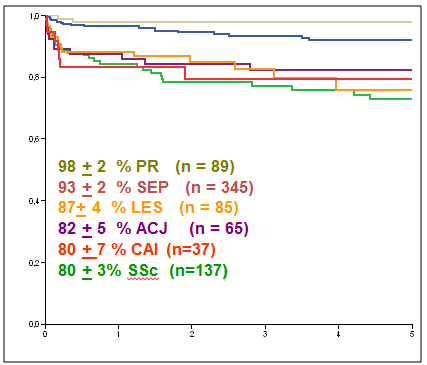 1,0
0,8
0,6
98 + 2 % PR (n = 89)
93 + 2 % SEP (n = 345)
0,4
87+ 4 % LES (n = 85)
82 + 5 % ACJ (n = 65)
80 + 7 % CAI (n=37)
0,2
80 + 3% SSc (n=137)
0,0
0 1 2 3 4 5